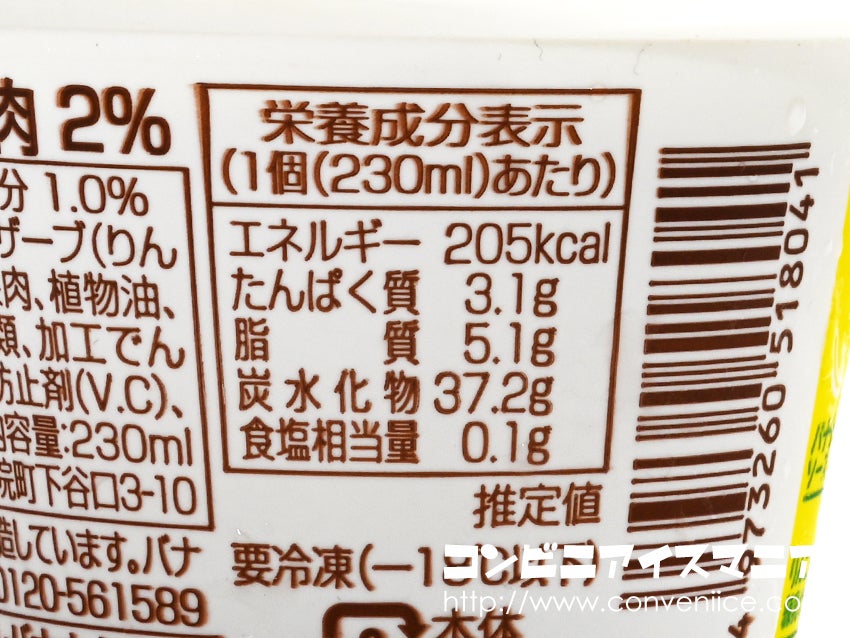 肉 2%
分 1.0%
ザーブ(りん
肉、植物油、
類、加工でん
防止剤(V.C)、
内容量:230ml
院町下谷口3-10
造しています。バナ
0120-561589
栄養成分表示
(1個(230ml)あたり)
エネルギー 205kcal
たんぱく質 3.1g
脂質 5.1g
炭水化物 37.2g
食塩相当量 0.1g
推定値
要冷凍(-1
本体
973260 518041
コンビニアイスマニア
http://www.conveniice.com/